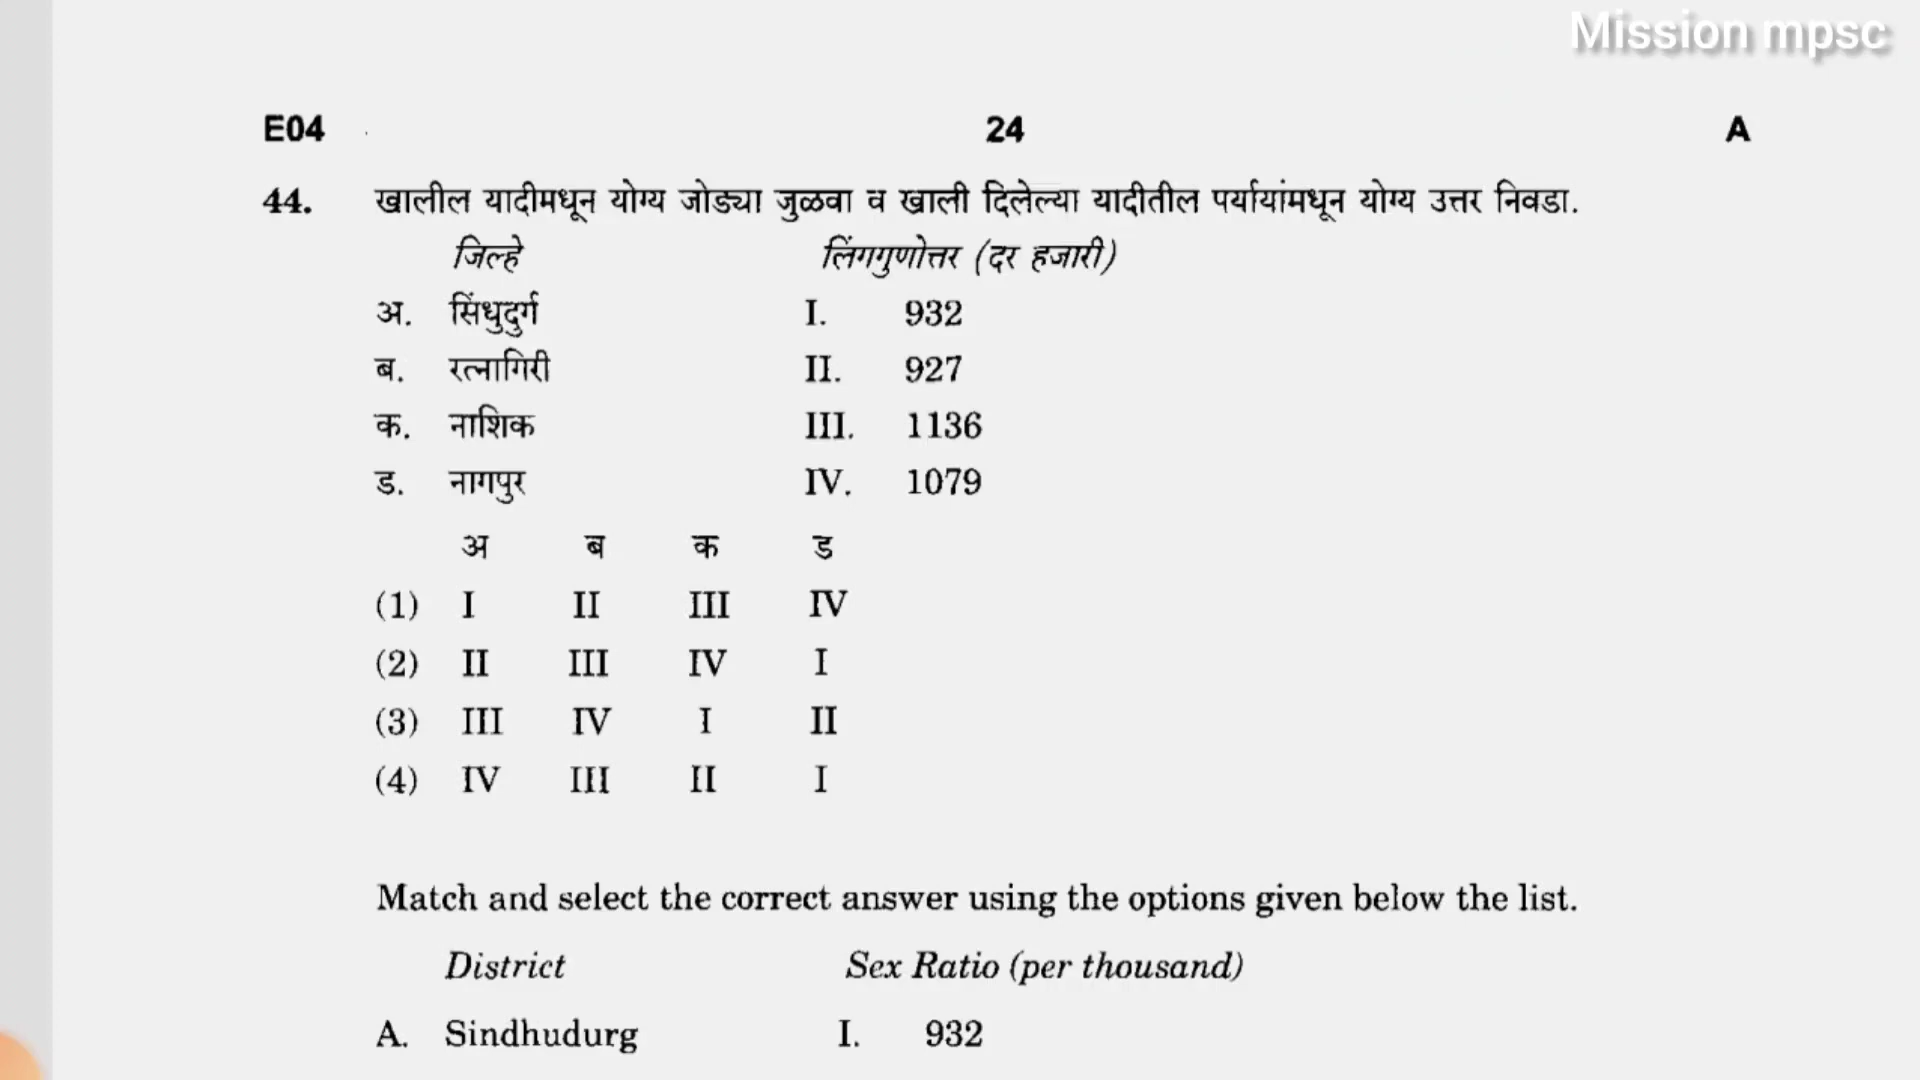 Mission mpsc
E04 24 A
44. खालील यादीमधून योग्य जोड्या जुळवा व खाली दिलेल्या यादीतील पर्यायांमधून योग्य उत्तर निवडा.
जिल्हे लिंगगुणोत्तर (दर हजारी)
अ. सिंधुदुर्ग I. 932
ब. रत्नागिरी II. 927
क. नाशिक III. 1136
ड. नागपुर IV. 1079
अ ब क ड
(1) I II III IV
(2) II III IV I
(3) III IV I II
(4) IV III II I
Match and select the correct answer using the options given below the list.
District Sex Ratio (per thousand)
A. Sindhudurg I. 932